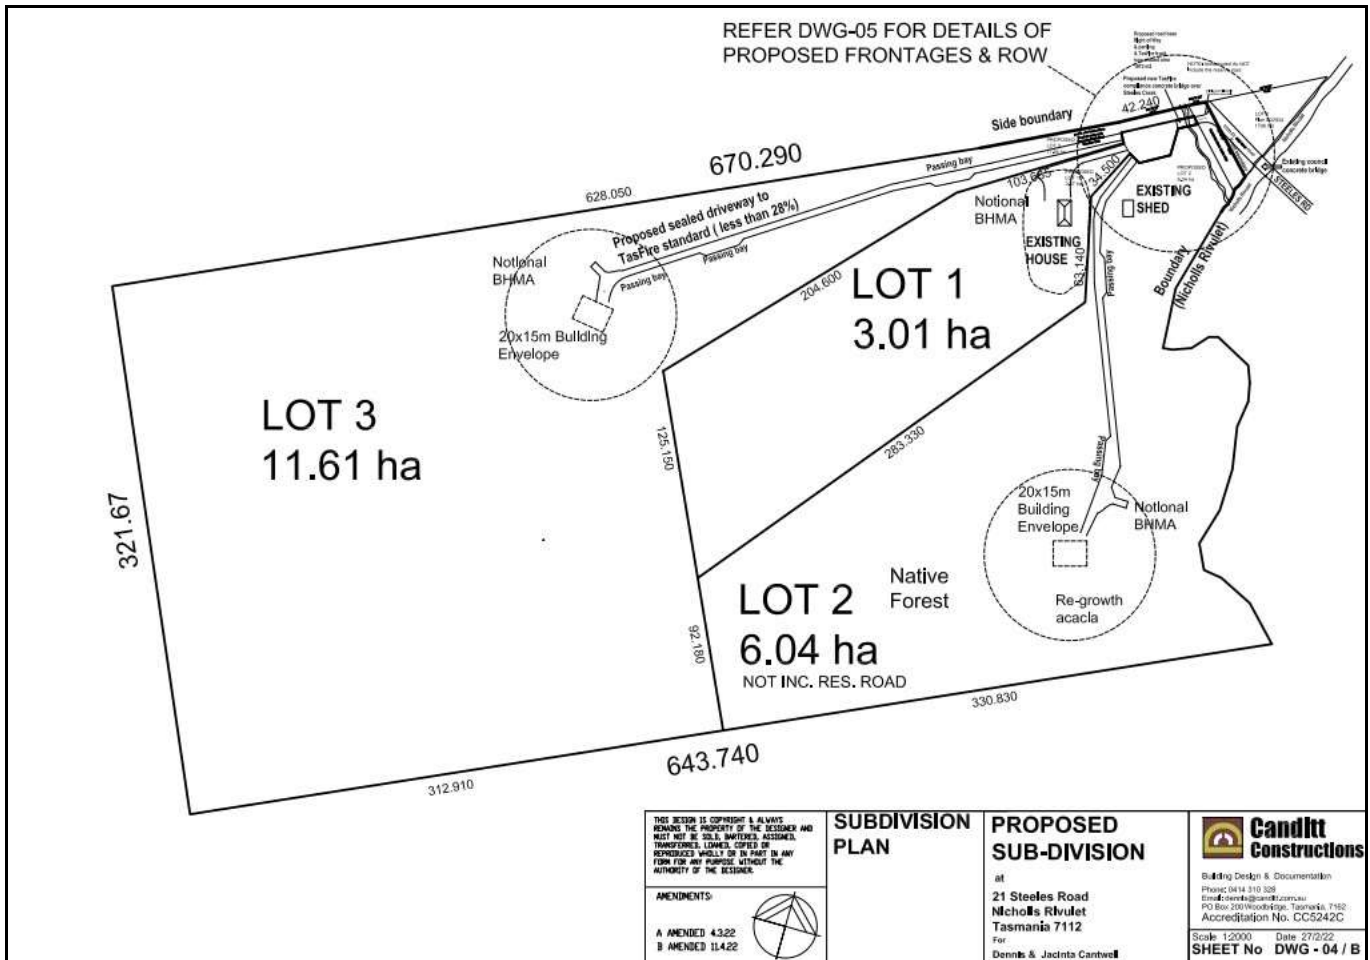 REFER DWG-05 FOR DETAILS OF
PROPOSED FRONTAGES & ROW
42.240
Side boundary
670.290
628.050
Passing bay
103.665
34.500
Existing council
concrete bridge
STEELES RD
EXISTING
SHED
Notional
BHMA
EXISTING
HOUSE
63.140
Passing bay
Boundary
(Nicholls Rivulet)
Proposed sealed driveway to
TasFire standard ( less than 28%)
Passing bay
Passing bay
Notional
BHMA
20x15m Building
Envelope
204.600
LOT 1
3.01 ha
LOT 3
11.61 ha
125.150
283.330
321.67
Passing bay
20x15m
Building
Envelope
Notional
BHMA
Native
Forest
Re-growth
acacia
LOT 2
6.04 ha
NOT INC. RES. ROAD
92.180
330.830
643.740
312.910
THIS DESIGN IS COPYRIGHT & ALWAYS
REMAINS THE PROPERTY OF THE DESIGNER AND
MUST NOT BE SOLD, BARTERED, ASSIGNED,
TRANSFERRED, LOANED, COPIED OR
REPRODUCED WHOLLY OR IN PART IN ANY
FORM FOR ANY PURPOSE WITHOUT THE
AUTHORITY OF THE DESIGNER.
AMENDMENTS:
A AMENDED 4.3.22
B AMENDED 11.4.22
SUBDIVISION
PLAN
PROPOSED
SUB-DIVISION
at
21 Steeles Road
Nicholls Rivulet
Tasmania 7112
For
Dennis & Jacinta Cantwell
Canditt
Constructions
Building Design & Documentation
Phone: 0414 310 328
Email: dennis@canditt.com.au
PO Box 200 Woodbridge, Tasmania, 7162
Accreditation No. CC5242C
Scale 1:2000 Date 27/2/22
SHEET No DWG - 04 / B